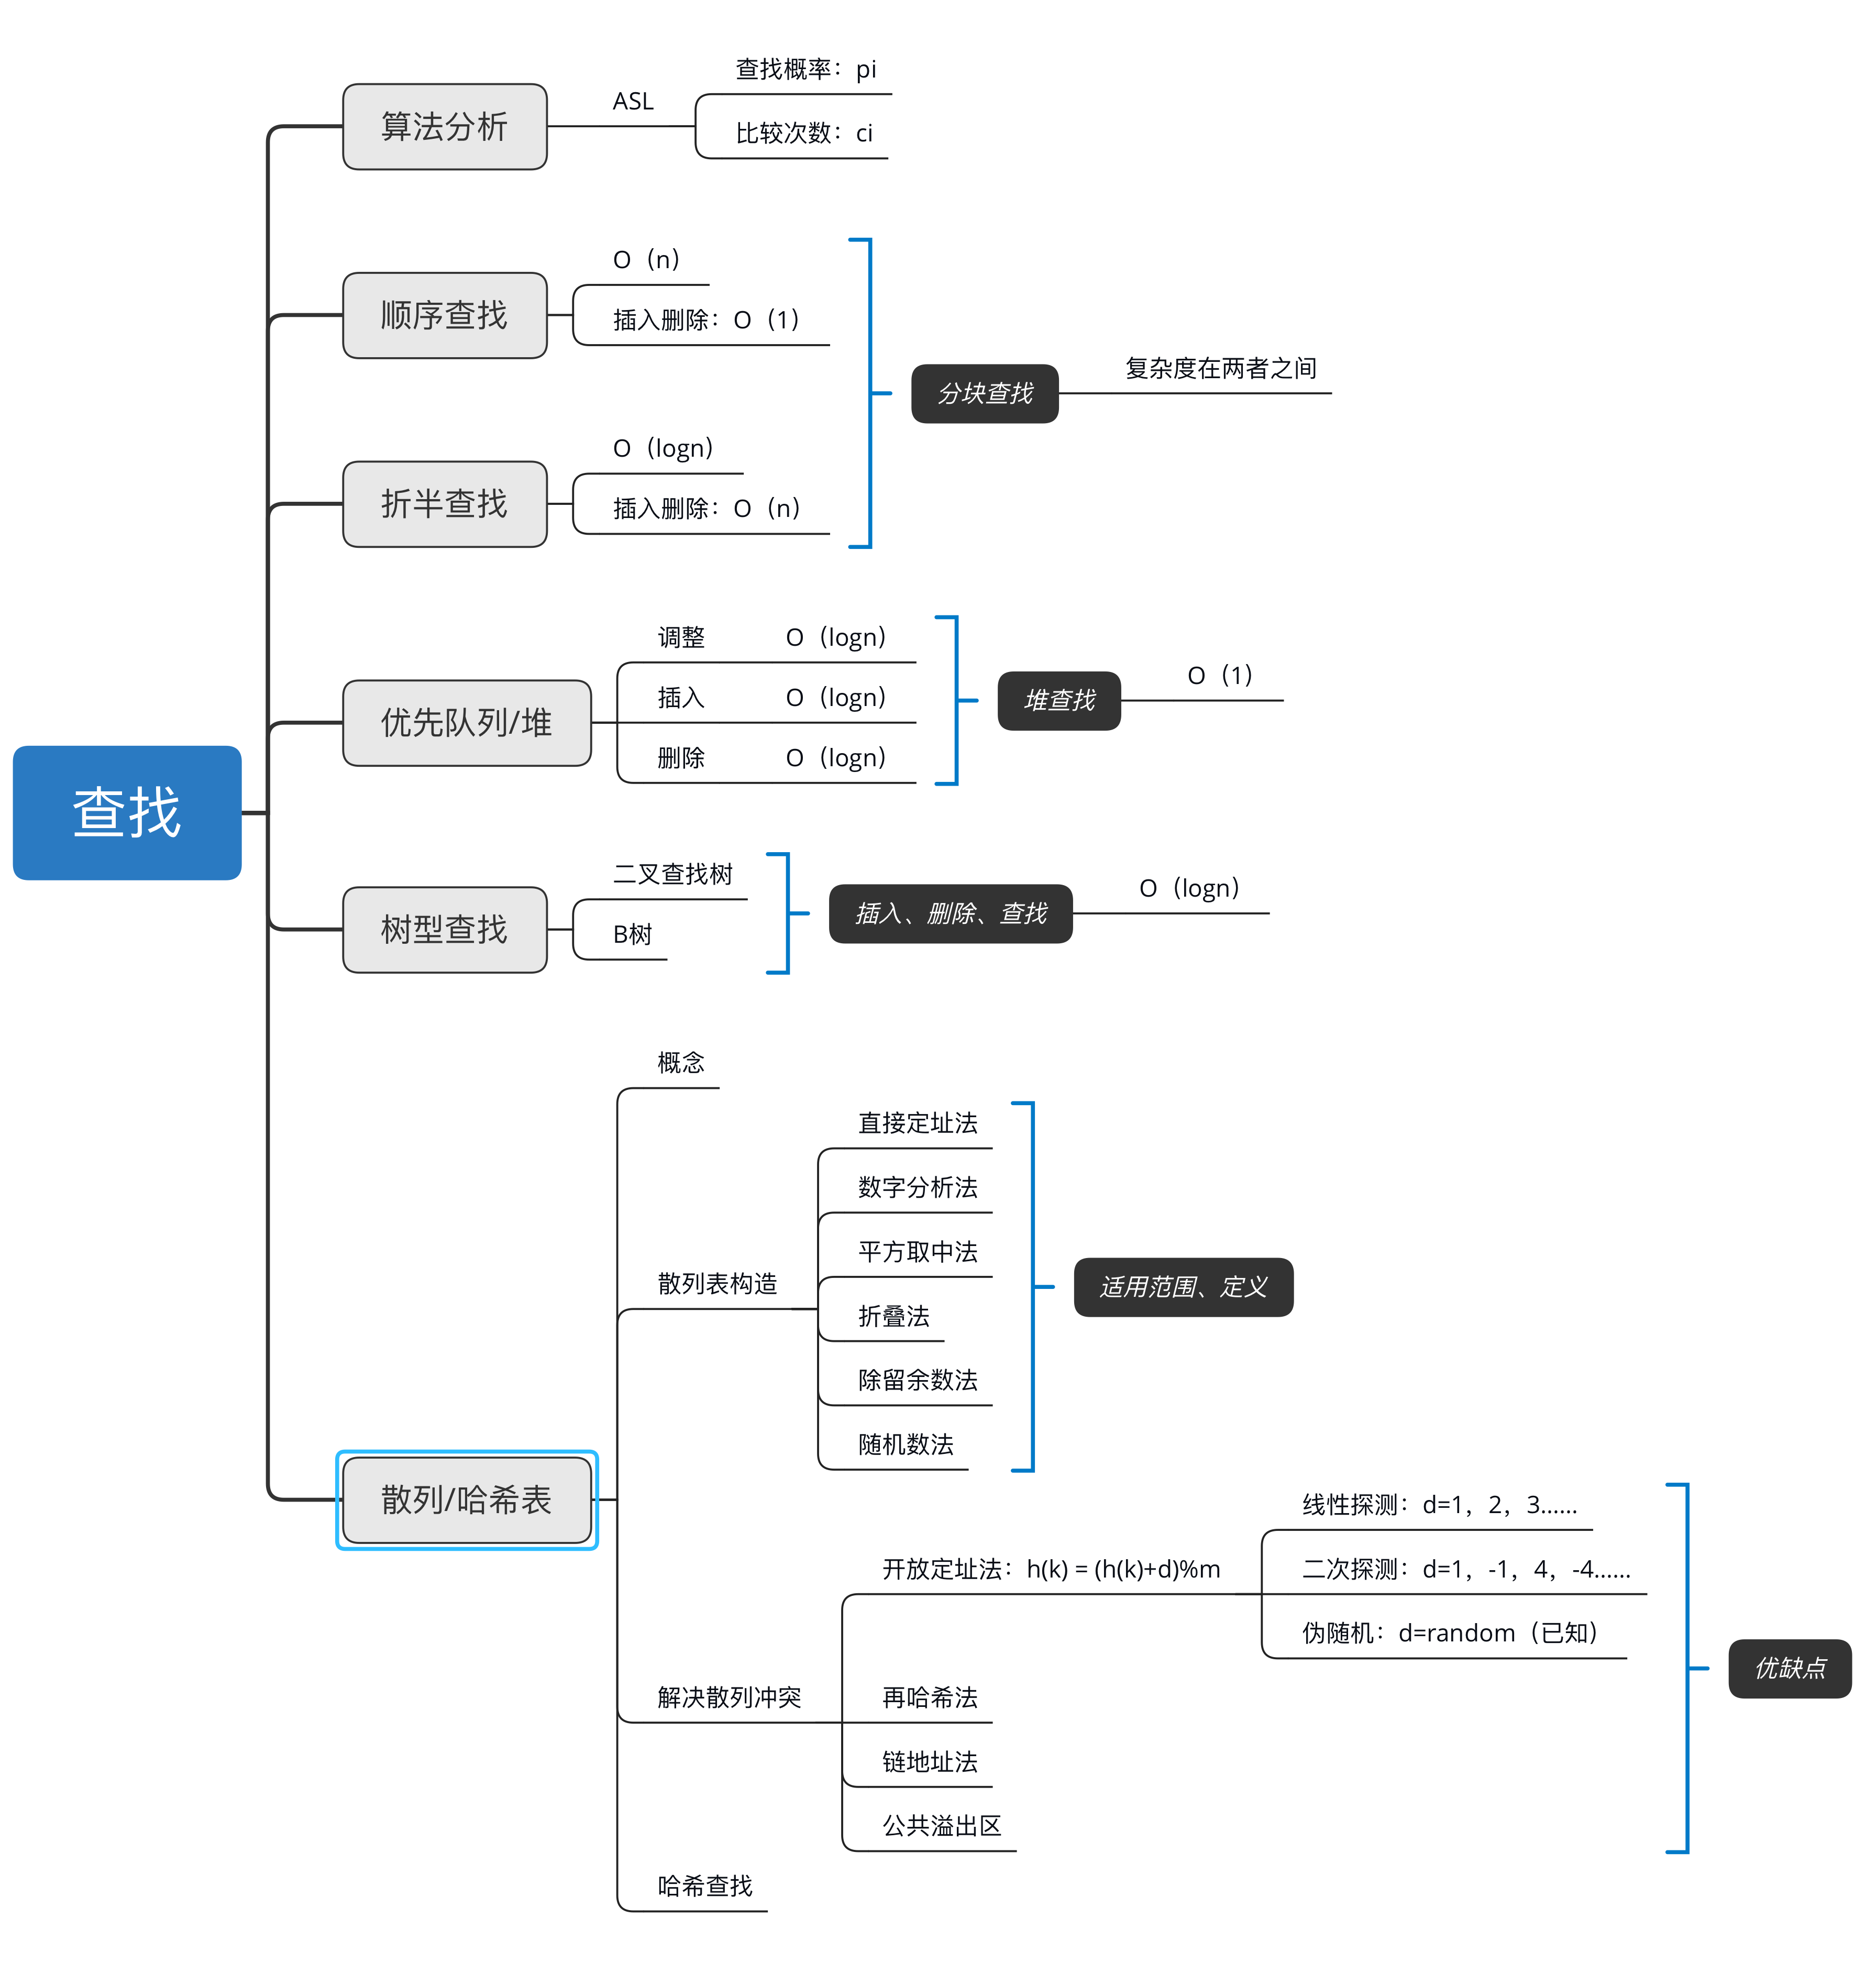 查找
算法分析
ASL
查找概率：pi
比较次数：ci
顺序查找
O（n）
插入删除：O（1）
折半查找
O（logn）
插入删除：O（n）
分块查找
复杂度在两者之间
优先队列/堆
调整 O（logn）
插入 O（logn）
删除 O（logn）
堆查找
O（1）
树型查找
二叉查找树
B树
插入、删除、查找
O（logn）
散列/哈希表
概念
散列表构造
直接定址法
数字分析法
平方取中法
折叠法
除留余数法
随机数法
适用范围、定义
解决散列冲突
开放定址法：h(k) = (h(k)+d)%m
线性探测：d=1，2，3......
二次探测：d=1，-1，4，-4......
伪随机：d=random（已知）
再哈希法
链地址法
公共溢出区
优缺点
哈希查找